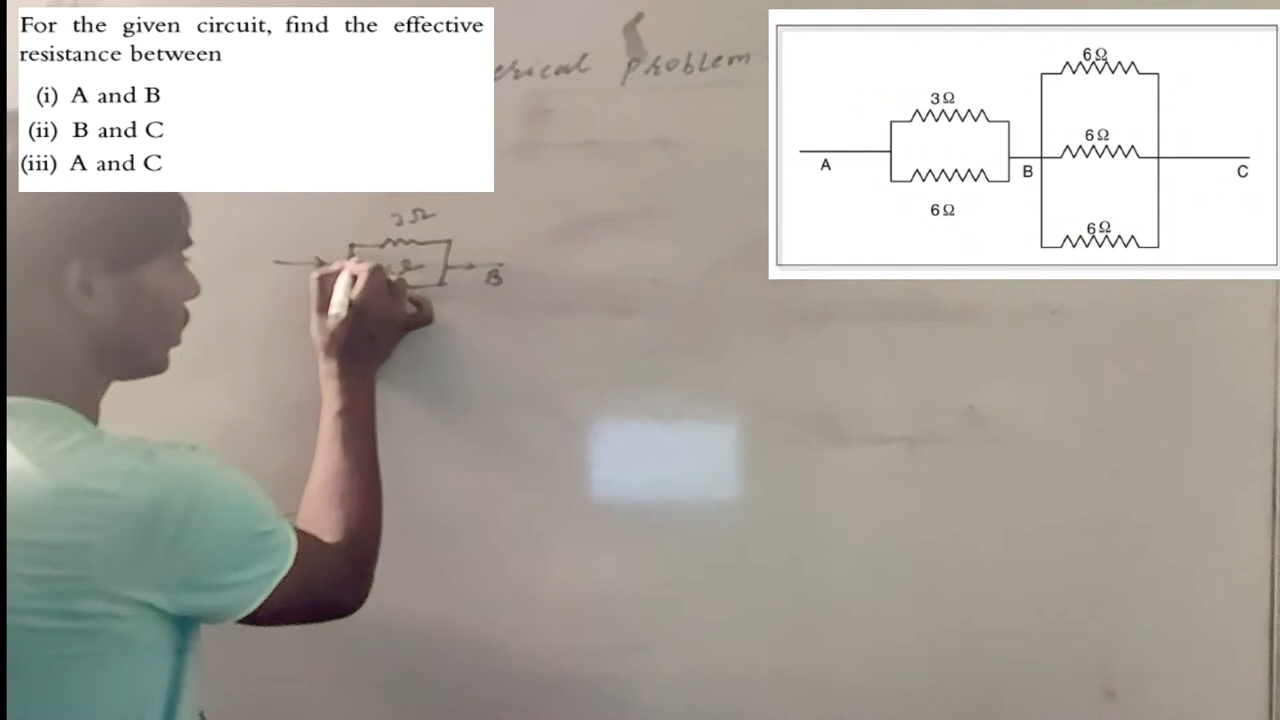 For the given circuit, find the effective
resistance between
(i) A and B
(ii) B and C
(iii) A and C
Problem
6Ω
3Ω
6Ω
A
B
C
6Ω
6Ω
B